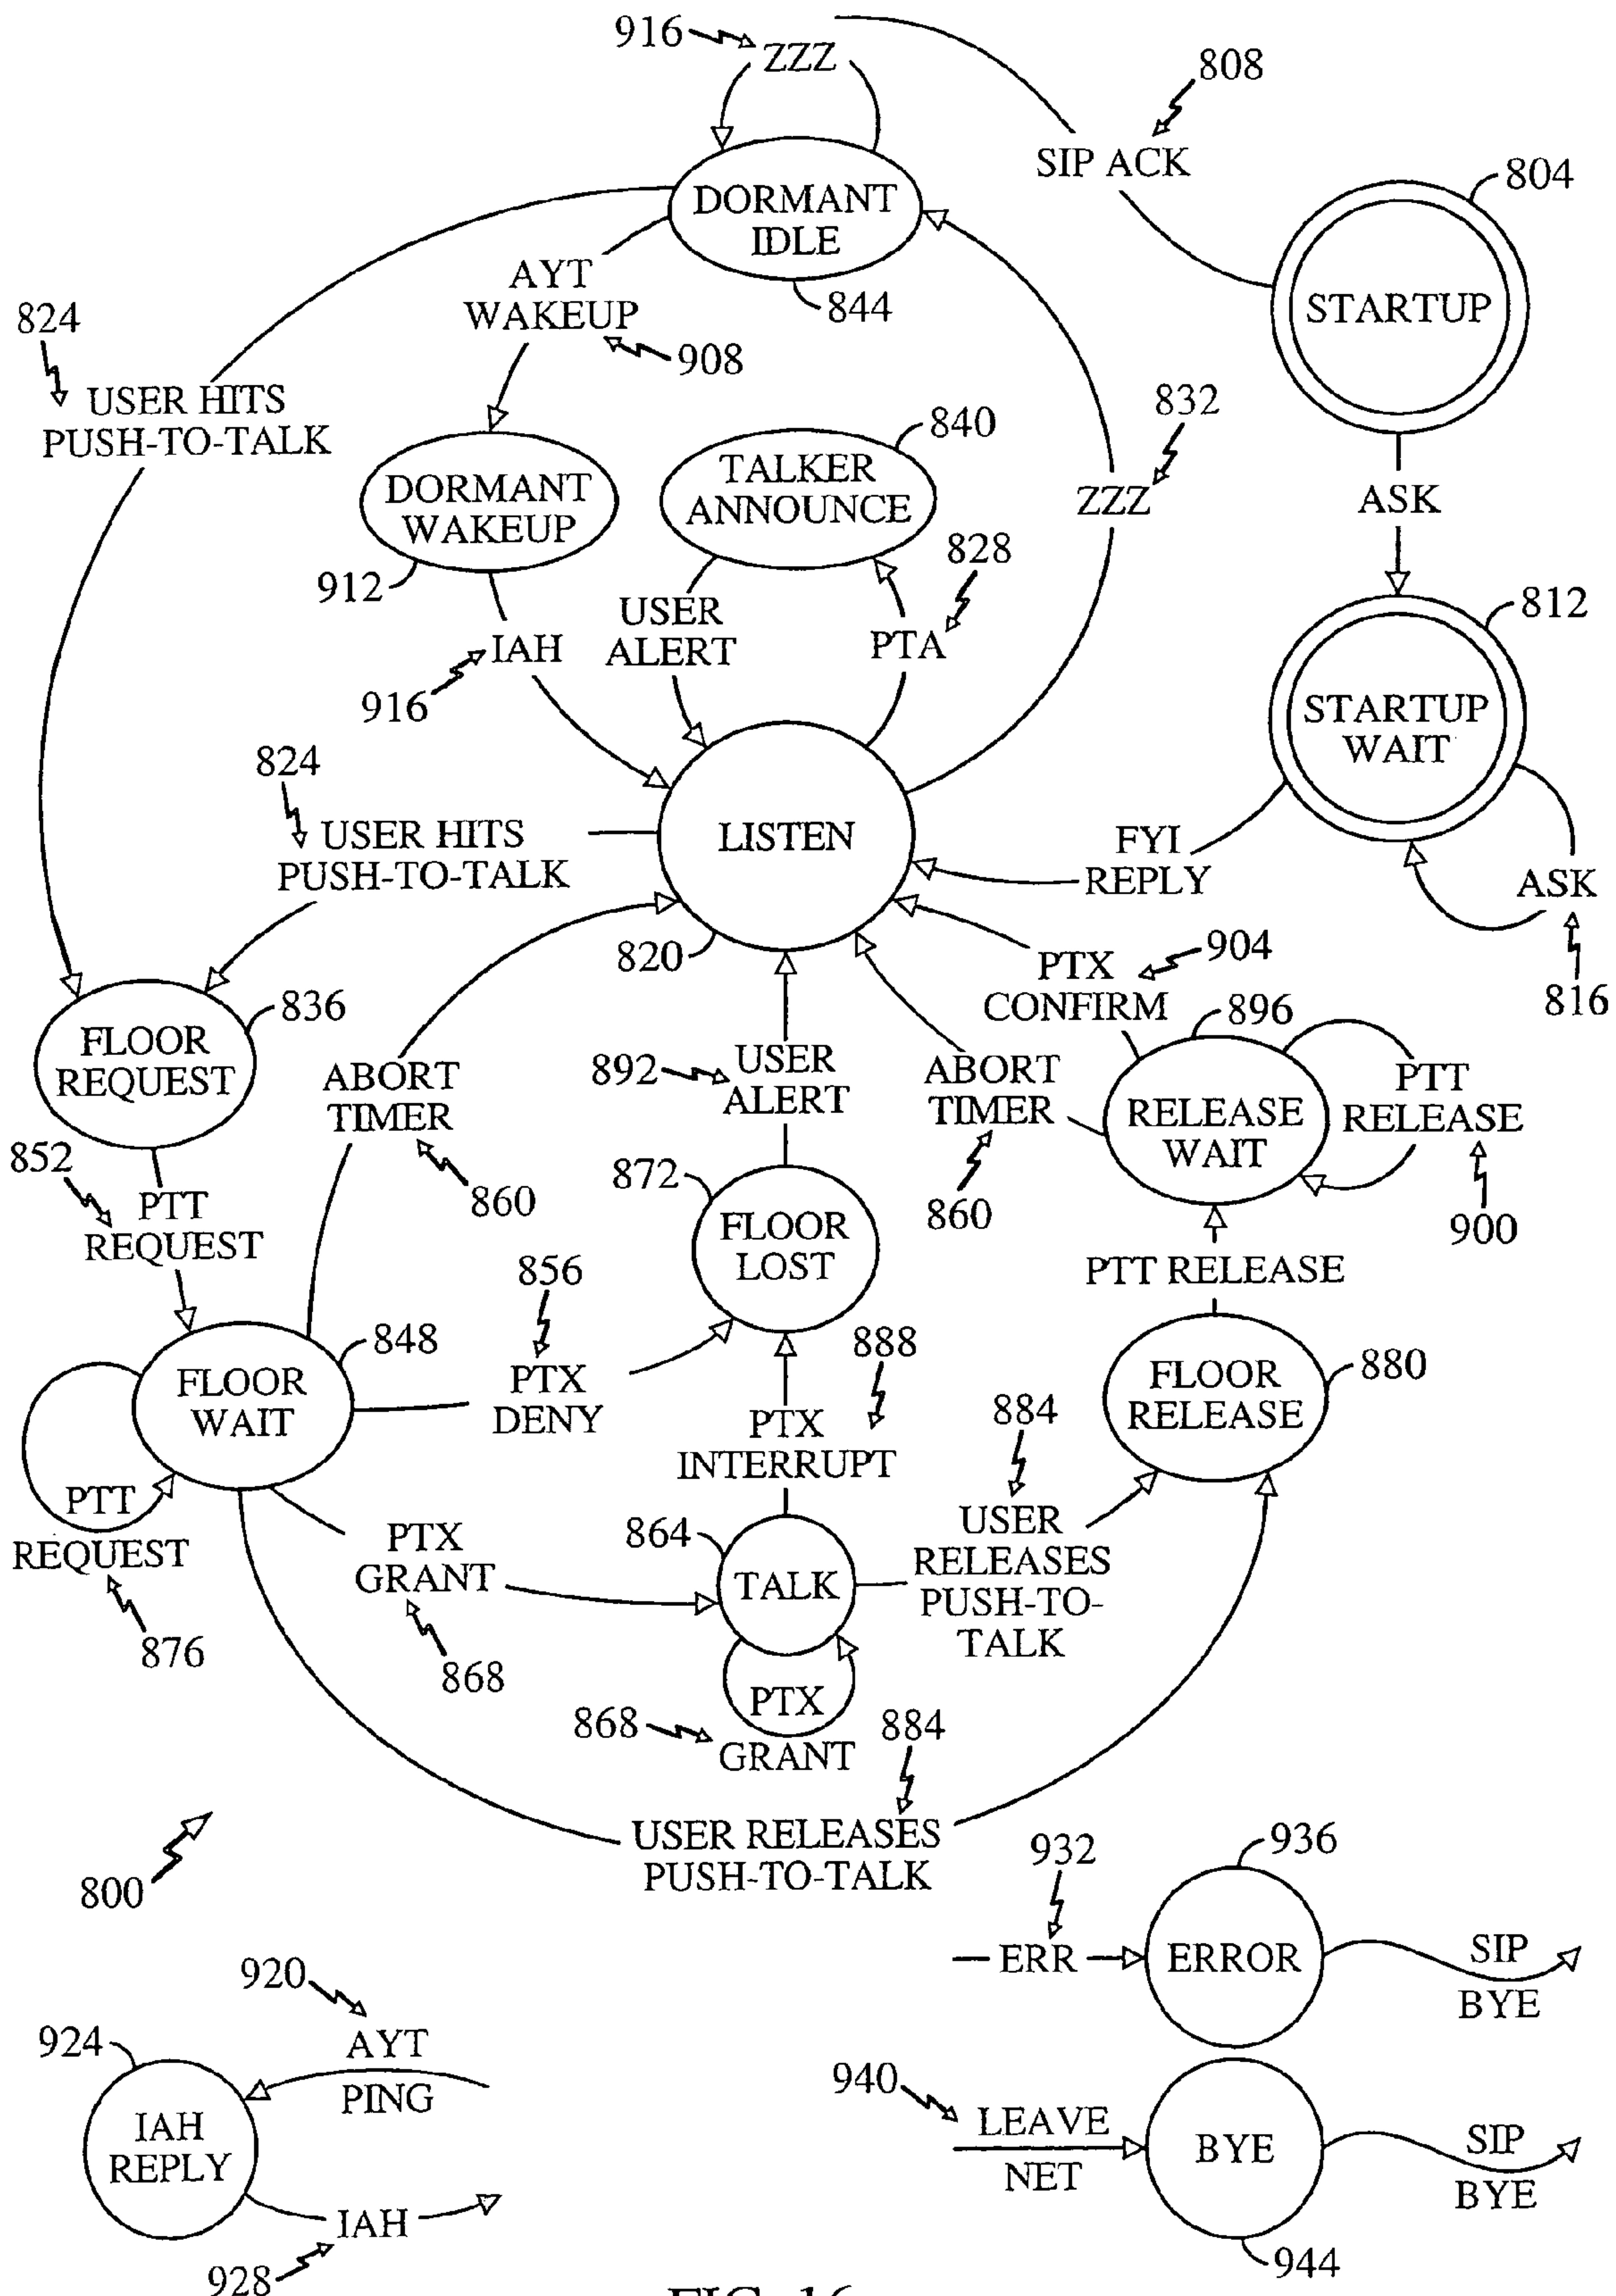 916
ZZZ
808
SIP ACK
804
STARTUP
DORMANT
IDLE
844
AYT
WAKEUP
908
824
USER HITS
PUSH-TO-TALK
832
ZZZ
840
TALKER
ANNOUNCE
DORMANT
WAKEUP
912
ASK
828
PTA
USER
ALERT
IAH
916
812
STARTUP
WAIT
824
USER HITS
PUSH-TO-TALK
LISTEN
820
FYI
REPLY
ASK
816
PTX
CONFIRM
904
896
836
FLOOR
REQUEST
ABORT
TIMER
860
892
USER
ALERT
ABORT
TIMER
860
RELEASE
WAIT
PTT
RELEASE
900
852
PTT
REQUEST
872
FLOOR
LOST
PTT RELEASE
856
PTX
DENY
848
FLOOR
WAIT
888
PTX
INTERRUPT
884
FLOOR
RELEASE
880
PTT
REQUEST
876
PTX
GRANT
868
864
TALK
USER
RELEASES
PUSH-TO-
TALK
PTX
GRANT
868
884
USER RELEASES
PUSH-TO-TALK
800
932
ERR
936
ERROR
SIP
BYE
920
AYT
PING
924
IAH
REPLY
IAH
928
940
LEAVE
NET
BYE
944
SIP
BYE
FIG. 16